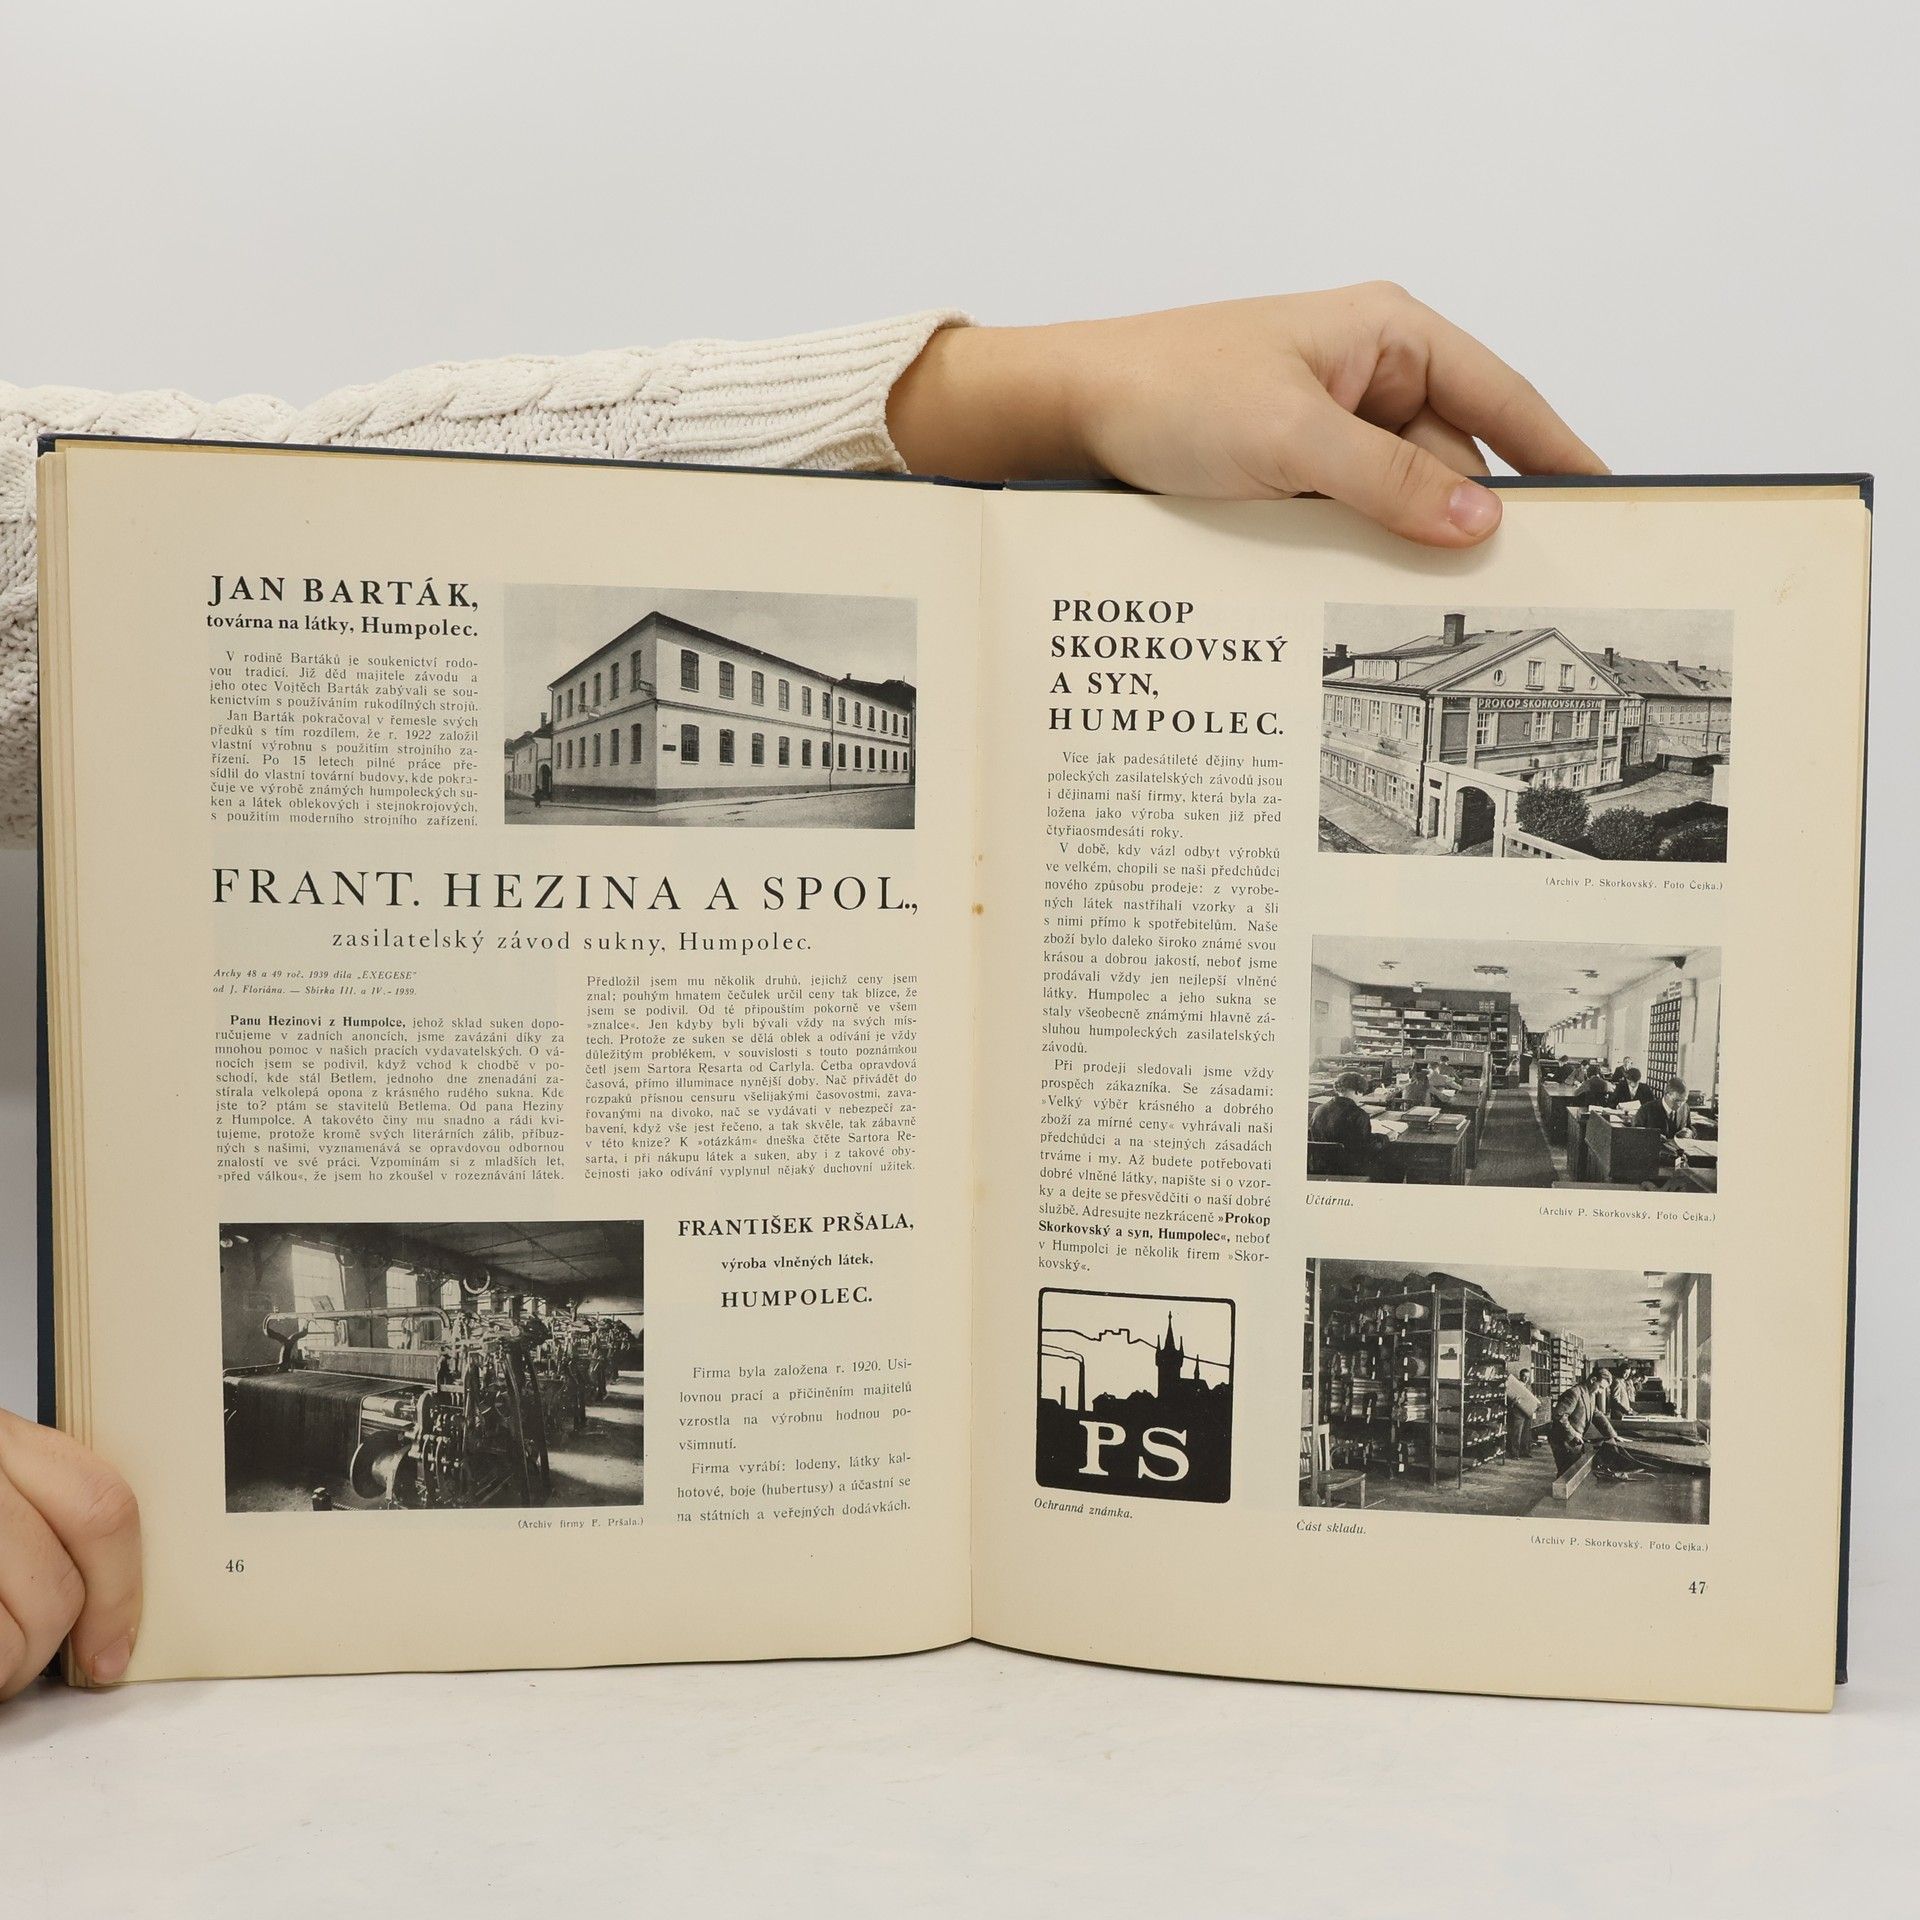 JAN BARTÁK,
továrna na látky, Humpolec.
V rodině Bartáků je soukenictví rodo-
vou tradicí. Již děd majitele závodu a
jeho otec Vojtěch Barták zabývali se sou-
kenictvím s používáním rukodílných strojů.
Jan Barták pokračoval v řemesle svých
předků s tím rozdílem, že r. 1922 založil
vlastní výrobnu s použitím strojního za-
řízení. Po 15 letech pilné práce pře-
sídlil do vlastní tovární budovy, kde pokra-
čuje ve výrobě známých humpoleckých su-
ken a látek oblekových i stejnokrojových,
s použitím moderního strojního zařízení.
FRANT. HEZINA A SPOL.,
zasilatelský závod sukny, Humpolec.
Archy 48 a 49 roč. 1939 díla „EXEGESE"
od J. Floriána. — Sbírka III. a IV. - 1939.
Panu Hezinovi z Humpolce, jehož sklad suken dopo-
ručujeme v zadních anoncích, jsme zavázáni díky za
mnohou pomoc v našich pracích vydavatelských. O vá-
nocích jsem se podivil, když vchod k chodbě v po-
schodí, kde stál Betlem, jednoho dne znenadání za-
stírala velkolepá opona z krásného rudého sukna. Kde
jste to? ptám se stavitelů Betlema. Od pana Heziny
z Humpolce. A takovéto činy mu snadno a rádi kvi-
tujeme, protože kromě svých literárních zálib, příbuz-
ných s našimi, vyznamenává se opravdovou odbornou
znalostí ve své práci. Vzpomínám si z mladších let,
»před válkou«, že jsem ho zkoušel v rozeznávání látek.
Předložil jsem mu několik druhů, jejichž ceny jsem
znal; pouhým hmatem čečulek určil ceny tak blízce, že
jsem se podivil. Od té připouštím pokorně ve všem
»znalce«. Jen kdyby byli bývali vždy na svých mís-
tech. Protože ze suken se dělá oblek a odívání je vždy
důležitým problékem, v souvislosti s touto poznámkou
četl jsem Sartora Resarta od Carlyla. Četba opravdová
časová, přímo illuminace nynější doby. Nač přivádět do
rozpaků přísnou censuru všelijakými časovostmi, zava-
řovanými na divoko, nač se vydávati v nebezpečí za-
bavení, když vše jest řečeno, a tak skvěle, tak zábavně
v této knize? K »otázkám« dneška čtěte Sartora Re-
sarta, i při nákupu látek a suken, aby i z takové oby-
čejnosti jako odívání vyplynul nějaký duchovní užitek.
(Archiv firmy F. Pršala.)
FRANTIŠEK PRŠALA,
výroba vlněných látek,
HUMPOLEC.
Firma byla založena r. 1920. Usi-
lovnou prací a přičiněním majitelů
vzrostla na výrobnu hodnou po-
všimnutí.
Firma vyrábí: lodeny, látky kal-
hotové, boje (hubertusy) a účastní se
na státních a veřejných dodávkách.
46
PROKOP
SKORKOVSKÝ
A SYN,
HUMPOLEC.
Více jak padesátileté dějiny hum-
poleckých zasilatelských závodů jsou
i dějinami naší firmy, která byla za-
ložena jako výroba suken již před
čtyřiaosmdesáti roky.
V době, kdy vázl odbyt výrobků
ve velkém, chopili se naši předchůdci
nového způsobu prodeje: z vyrobe-
ných látek nastříhali vzorky a šli
s nimi přímo k spotřebitelům. Naše
zboží bylo daleko široko známé svou
krásou a dobrou jakostí, neboť jsme
prodávali vždy jen nejlepší vlněné
látky. Humpolec a jeho sukna se
staly všeobecně známými hlavně zá-
sluhou humpoleckých zasilatelských
závodů.
Při prodeji sledovali jsme vždy
prospěch zákazníka. Se zásadami:
»Velký výběr krásného a dobrého
zboží za mírné ceny« vyhrávali naši
předchůdci a na stejných zásadách
trváme i my. Až budete potřebovati
dobré vlněné látky, napište si o vzor-
ky a dejte se přesvědčiti o naší dobré
službě. Adresujte nezkráceně »Prokop
Skorkovský a syn, Humpolec«, neboť
v Humpolci je několik firem »Skor-
kovský«.
PS
Ochranná známka.
PROKOP SKORKOVSKÝ A SYN
(Archiv P. Skorkovský. Foto Čejka.)
Účtárna.
(Archiv P. Skorkovský. Foto Čejka.)
Část skladu.
(Archiv P. Skorkovský. Foto Čejka.)
47